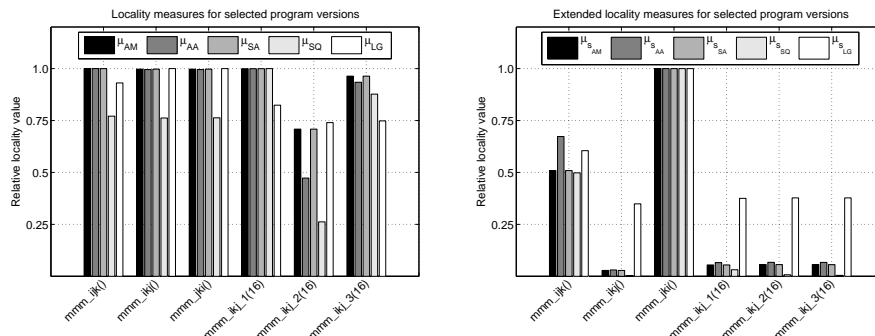 Locality measures for selected program versions
μAM μAA μSA μSQ μLG
Relative locality value
1.0
0.75
0.5
0.25
mmm_ijk()
mmm_ikj()
mmm_jki()
mmm_ikj_1(16)
mmm_ikj_2(16)
mmm_ikj_3(16)
Extended locality measures for selected program versions
μsAM μsAA μsSA μsSQ μsLG
Relative locality value
1.0
0.75
0.5
0.25
mmm_ijk()
mmm_ikj()
mmm_jki()
mmm_ikj_1(16)
mmm_ikj_2(16)
mmm_ikj_3(16)